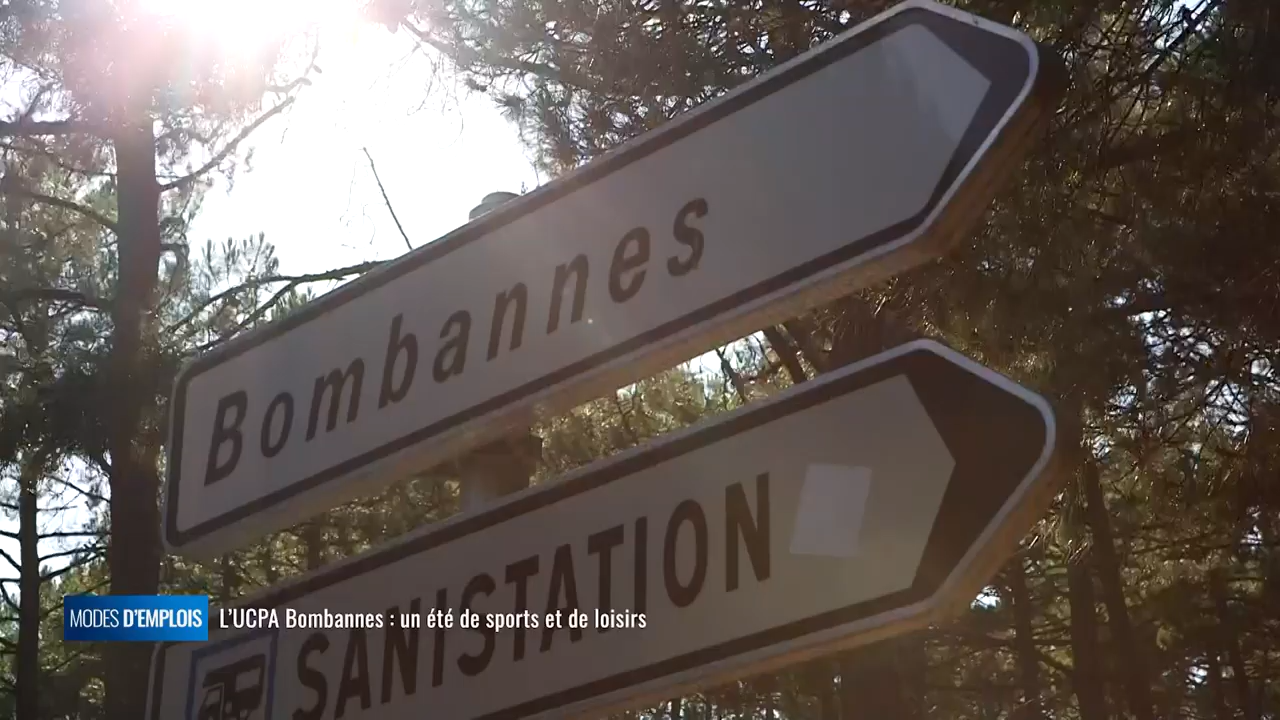 Bombannes
SANISTATION
MODES D'EMPLOIS L'UCPA Bombannes : un été de sports et de loisirs